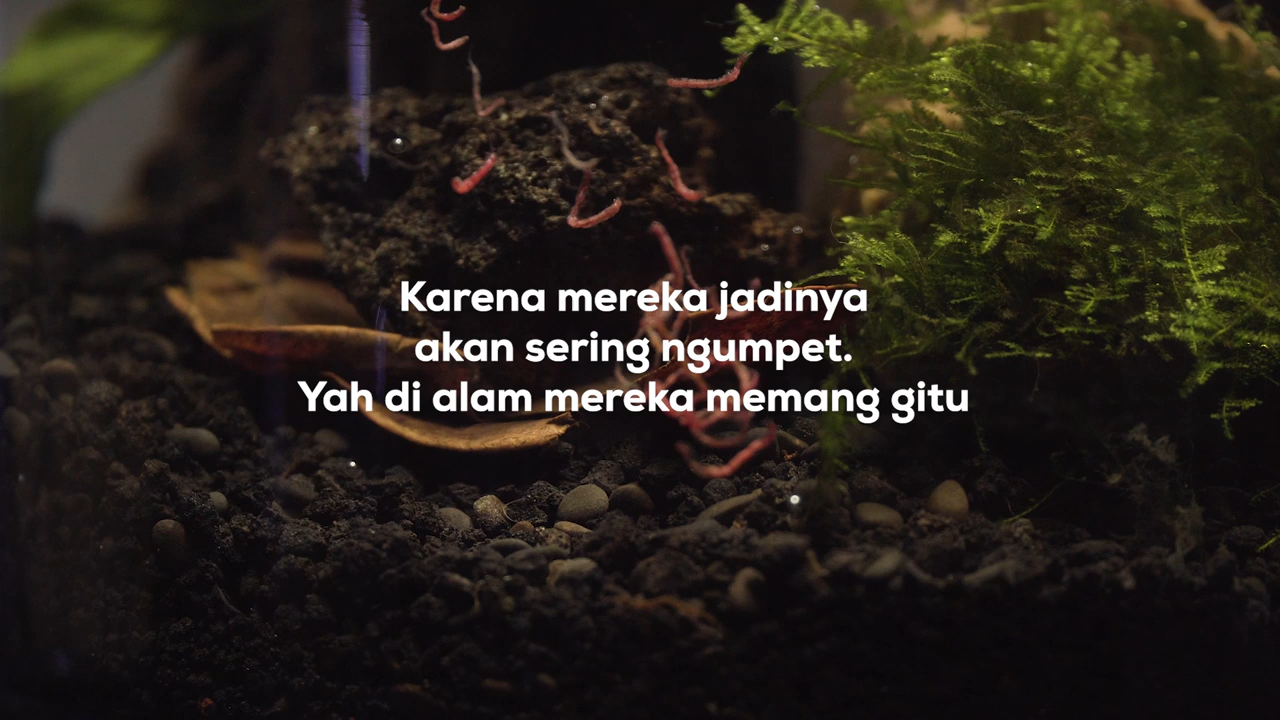 Karena mereka jadinya
akan sering ngumpet.
Yah di alam mereka memang gitu